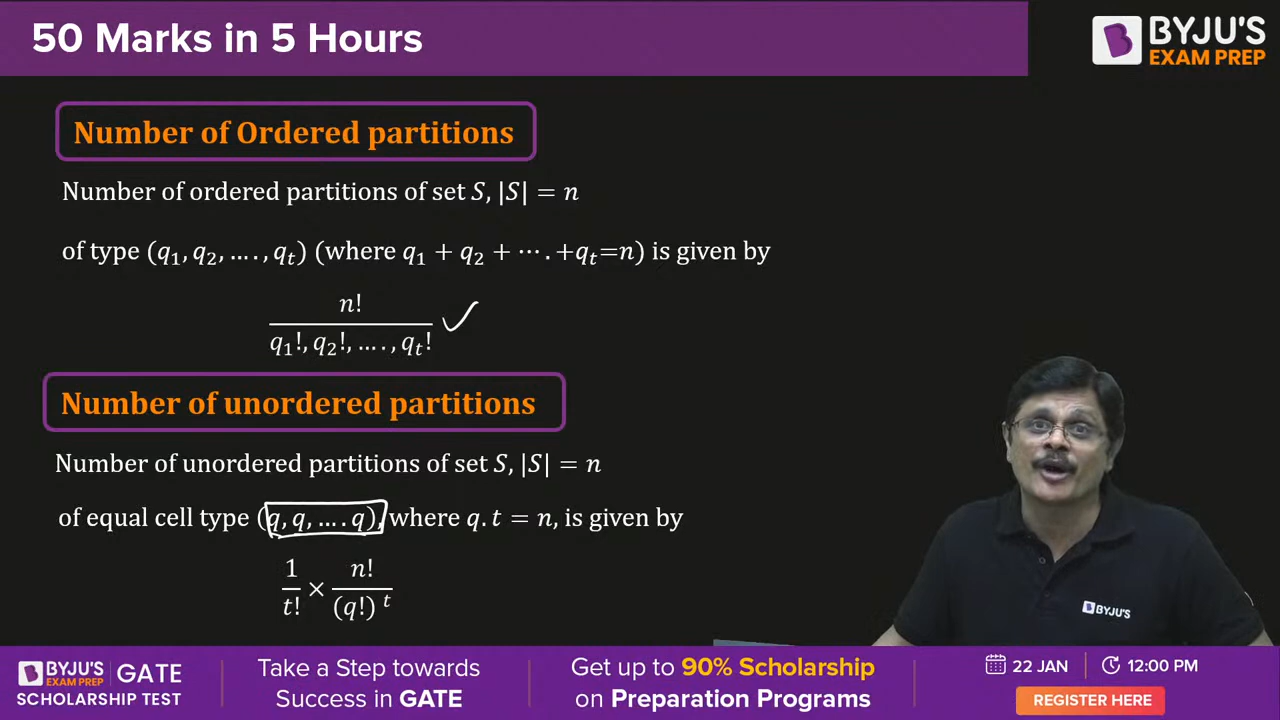 50 Marks in 5 Hours
BYJU'S
EXAM PREP
Number of Ordered partitions
Number of ordered partitions of set S, |S| = n
of type (q₁, q₂, … . , qₜ) (where q₁ + q₂ + ⋯ . +qₜ=n) is given by
n!
q₁!, q₂!, … . , qₜ!
Number of unordered partitions
Number of unordered partitions of set S, |S| = n
of equal cell type (q, q, … . q), where q. t = n, is given by
1/t! × n!/(q!) ᵗ
BYJU'S
BYJU'S EXAM PREP GATE
SCHOLARSHIP TEST
Take a Step towards
Success in GATE
Get up to 90% Scholarship
on Preparation Programs
22 JAN 12:00 PM
REGISTER HERE